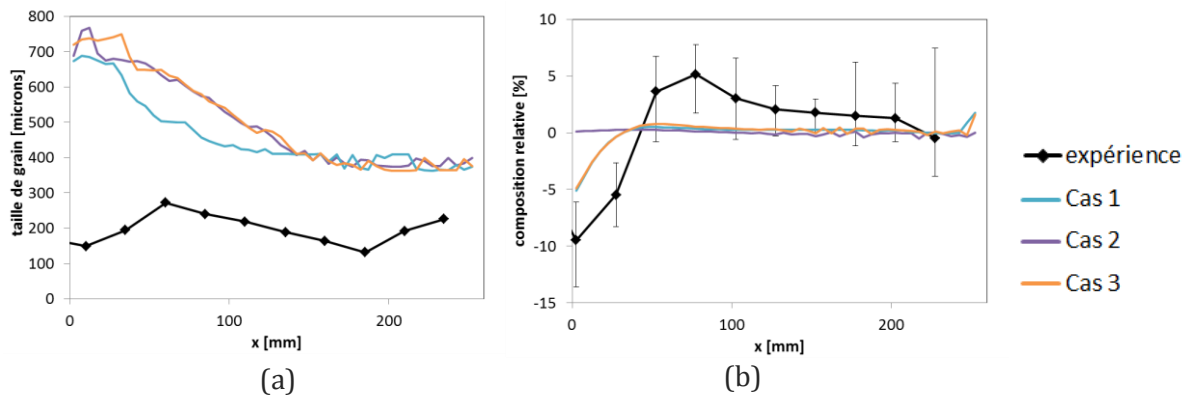 taille de grain [microns]
800
700
600
500
400
300
200
100
0
0
100
200
x [mm]
(a)
composition relative [%]
10
5
0
-5
-10
-15
0
100
200
x [mm]
(b)
expérience
Cas 1
Cas 2
Cas 3